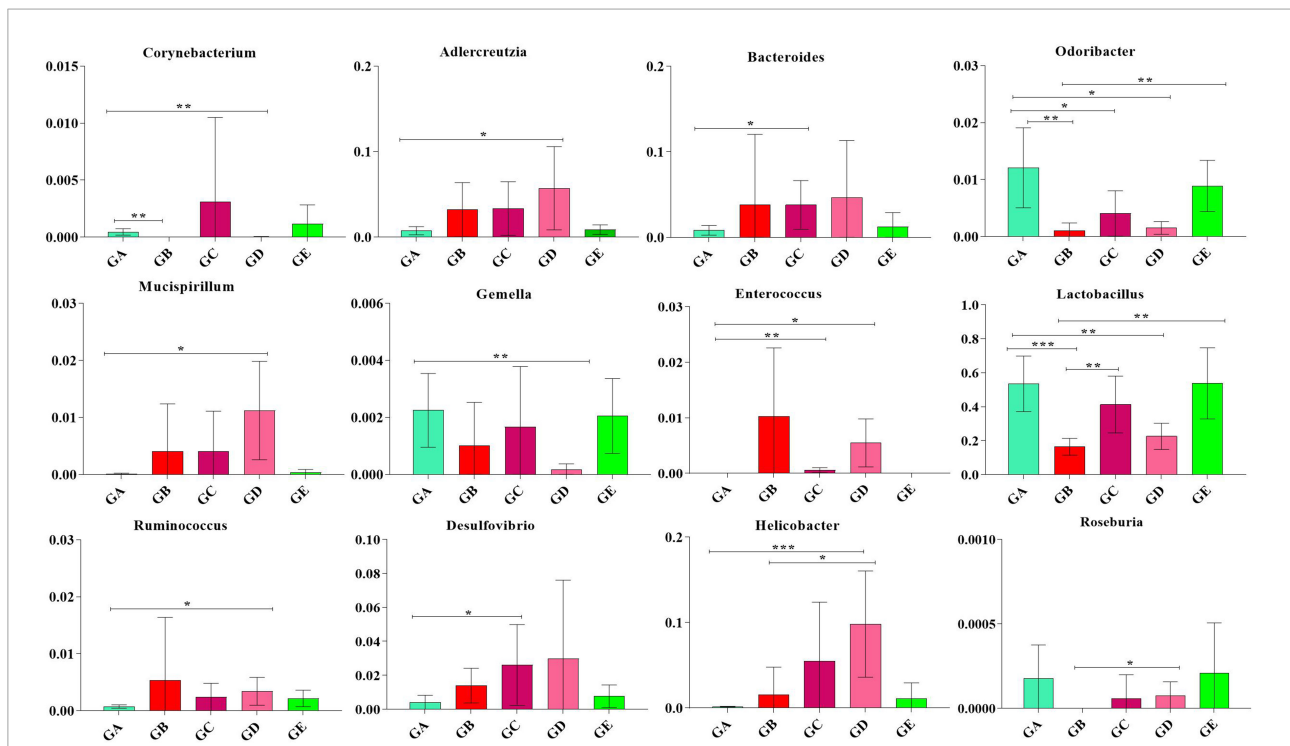 Corynebacterium
0.015
0.010
0.005
0.000
**
**
GA GB GC GD GE
Adlercreutzia
0.2
0.1
0.0
*
GA GB GC GD GE
Bacteroides
0.2
0.1
0.0
*
GA GB GC GD GE
Odoribacter
0.03
0.02
0.01
0.00
**
*
*
**
GA GB GC GD GE
Mucispirillum
0.03
0.02
0.01
0.00
*
GA GB GC GD GE
Gemella
0.006
0.004
0.002
0.000
**
GA GB GC GD GE
Enterococcus
0.03
0.02
0.01
0.00
*
**
GA GB GC GD GE
Lactobacillus
1.0
0.8
0.6
0.4
0.2
0.0
**
**
***
**
GA GB GC GD GE
Ruminococcus
0.03
0.02
0.01
0.00
*
GA GB GC GD GE
Desulfovibrio
0.10
0.08
0.06
0.04
0.02
0.00
*
GA GB GC GD GE
Helicobacter
0.2
0.1
0.0
***
*
GA GB GC GD GE
Roseburia
0.0010
0.0005
0.0000
*
GA GB GC GD GE